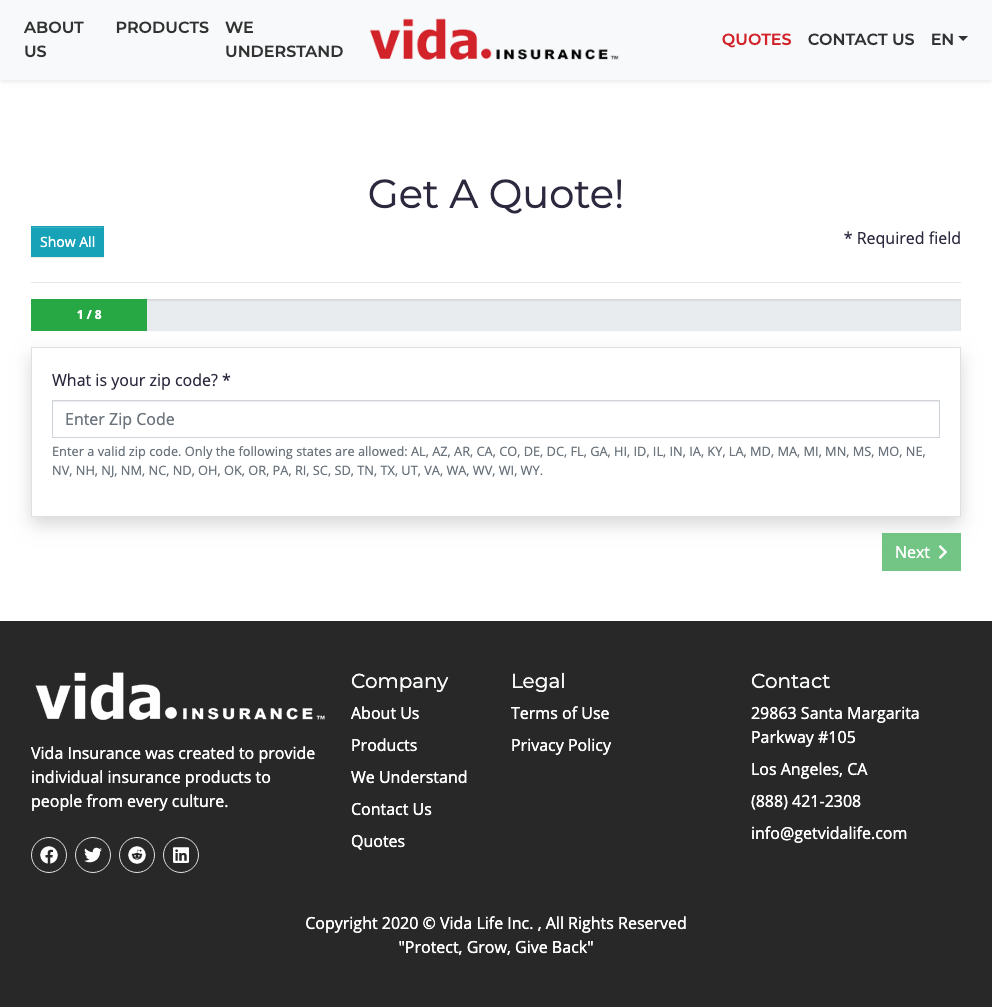 ABOUT US
PRODUCTS
WE UNDERSTAND
vida.INSURANCE™
QUOTES
CONTACT US
EN
Get A Quote!
Show All
* Required field
1 / 8
What is your zip code? *
Enter Zip Code
Enter a valid zip code. Only the following states are allowed: AL, AZ, AR, CA, CO, DE, DC, FL, GA, HI, ID, IL, IN, IA, KY, LA, MD, MA, MI, MN, MS, MO, NE,
NV, NH, NJ, NM, NC, ND, OH, OK, OR, PA, RI, SC, SD, TN, TX, UT, VA, WA, WV, WI, WY.
Next
vida.INSURANCE™
Vida Insurance was created to provide
individual insurance products to
people from every culture.
Company
About Us
Products
We Understand
Contact Us
Quotes
Legal
Terms of Use
Privacy Policy
Contact
29863 Santa Margarita
Parkway #105
Los Angeles, CA
(888) 421-2308
info@getvidalife.com
Copyright 2020 © Vida Life Inc. , All Rights Reserved
"Protect, Grow, Give Back"